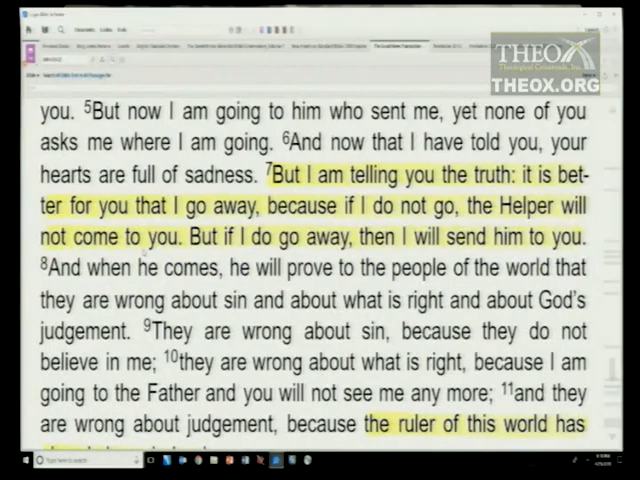 THEOX
Theological Crossroads, Inc.
THEOX.ORG
you. 5But now I am going to him who sent me, yet none of you
asks me where I am going. 6And now that I have told you, your
hearts are full of sadness. 7But I am telling you the truth: it is bet-
ter for you that I go away, because if I do not go, the Helper will
not come to you. But if I do go away, then I will send him to you.
8And when he comes, he will prove to the people of the world that
they are wrong about sin and about what is right and about God's
judgement. 9They are wrong about sin, because they do not
believe in me; 10they are wrong about what is right, because I am
going to the Father and you will not see me any more; 11and they
are wrong about judgement, because the ruler of this world has
Type here to search